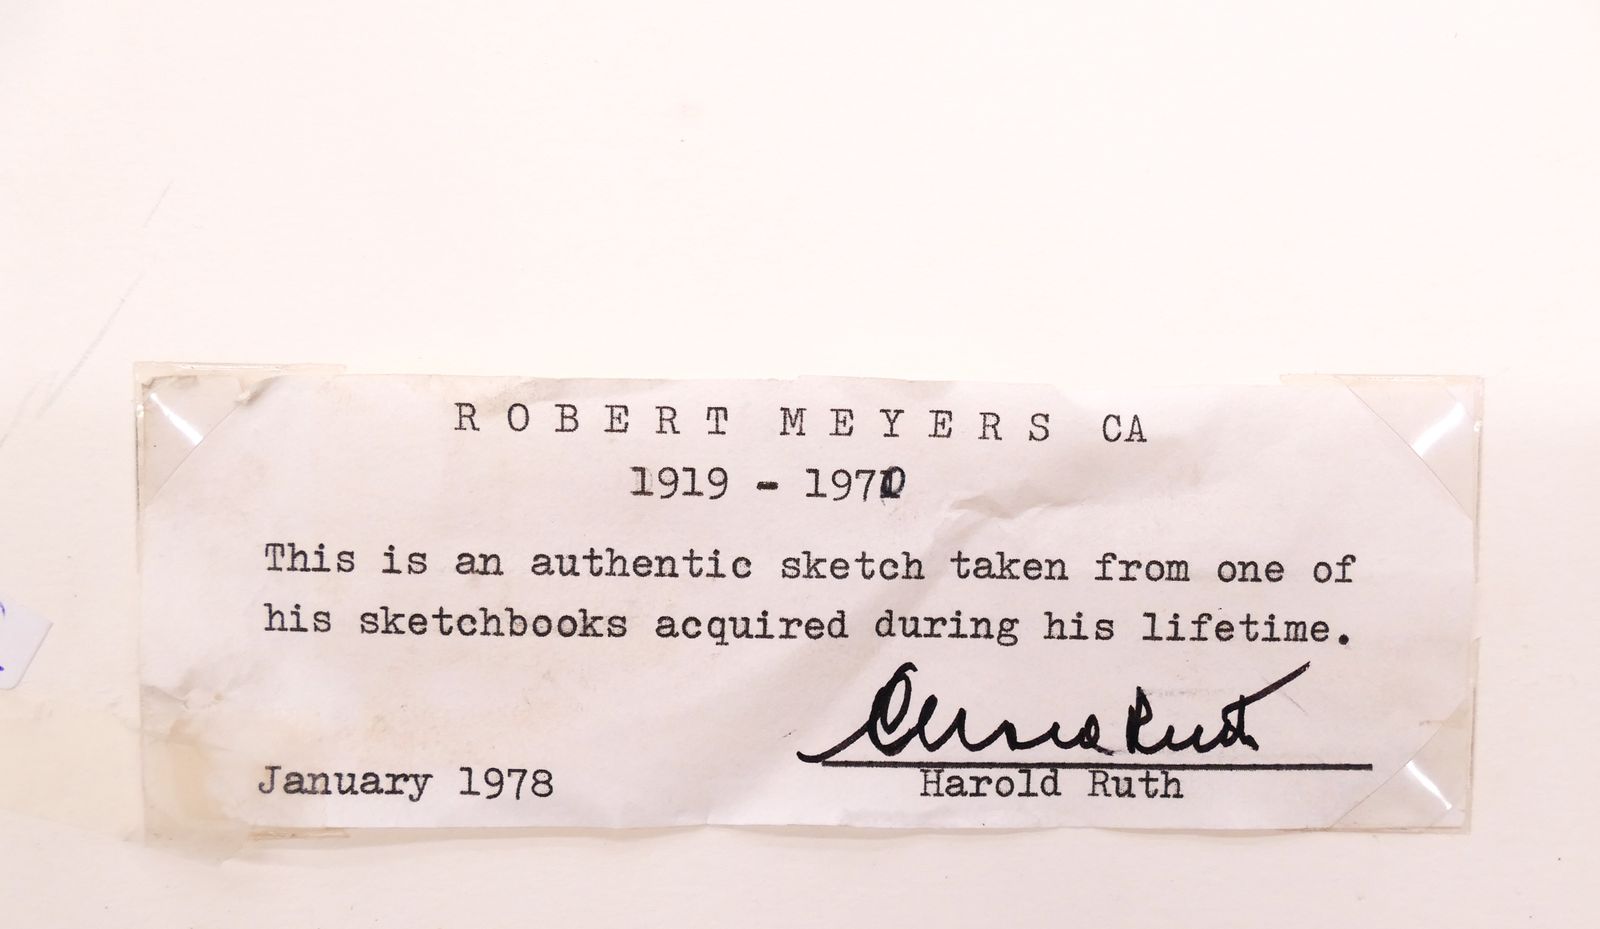 ROBERT MEYERS CA
1919 - 1970
This is an authentic sketch taken from one of
his sketchbooks acquired during his lifetime.
Ruth
January 1978
Harold Ruth